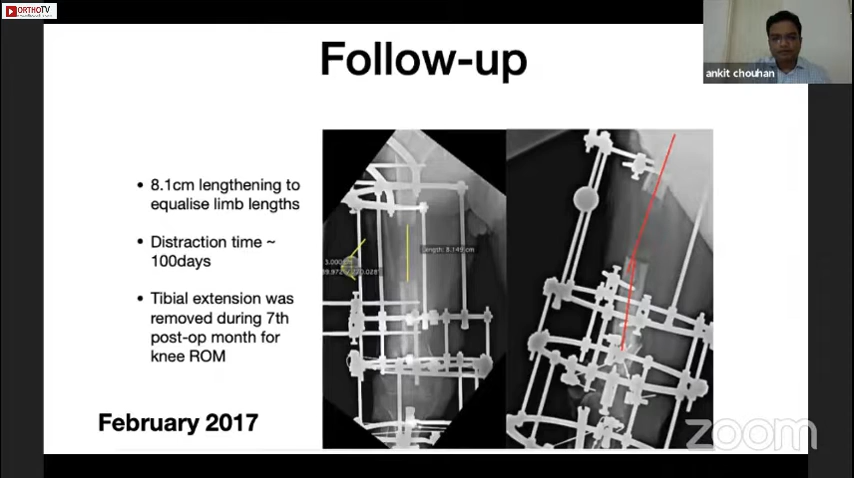 ORTHOTV
ankit chouhan
Follow-up
• 8.1cm lengthening to
equalise limb lengths
• Distraction time ~
100days
• Tibial extension was
removed during 7th
post-op month for
knee ROM
Length: 8.149 cm
February 2017
zoom